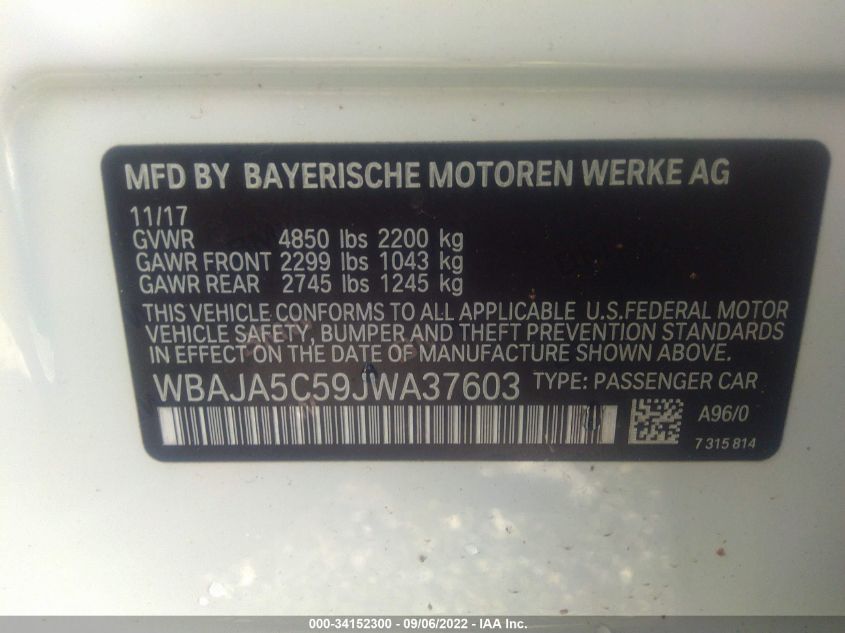 MFD BY BAYERISCHE MOTOREN WERKE AG
11/17
GVWR 4850 lbs 2200 kg
GAWR FRONT 2299 lbs 1043 kg
GAWR REAR 2745 lbs 1245 kg
THIS VEHICLE CONFORMS TO ALL APPLICABLE U.S.FEDERAL MOTOR
VEHICLE SAFETY, BUMPER AND THEFT PREVENTION STANDARDS
IN EFFECT ON THE DATE OF MANUFACTURE SHOWN ABOVE.
WBAJA5C59JWA37603 TYPE: PASSENGER CAR
A96/0
7 315 814
000-34152300 - 09/06/2022 - IAA Inc.